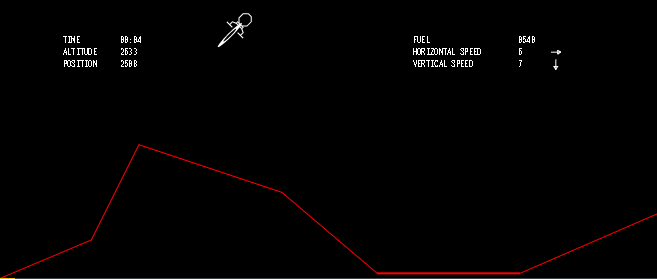 TIME 00:04
ALTITUDE 2633
POSITION 2508
FUEL 0540
HORIZONTAL SPEED 6 →
VERTICAL SPEED 7 ↓